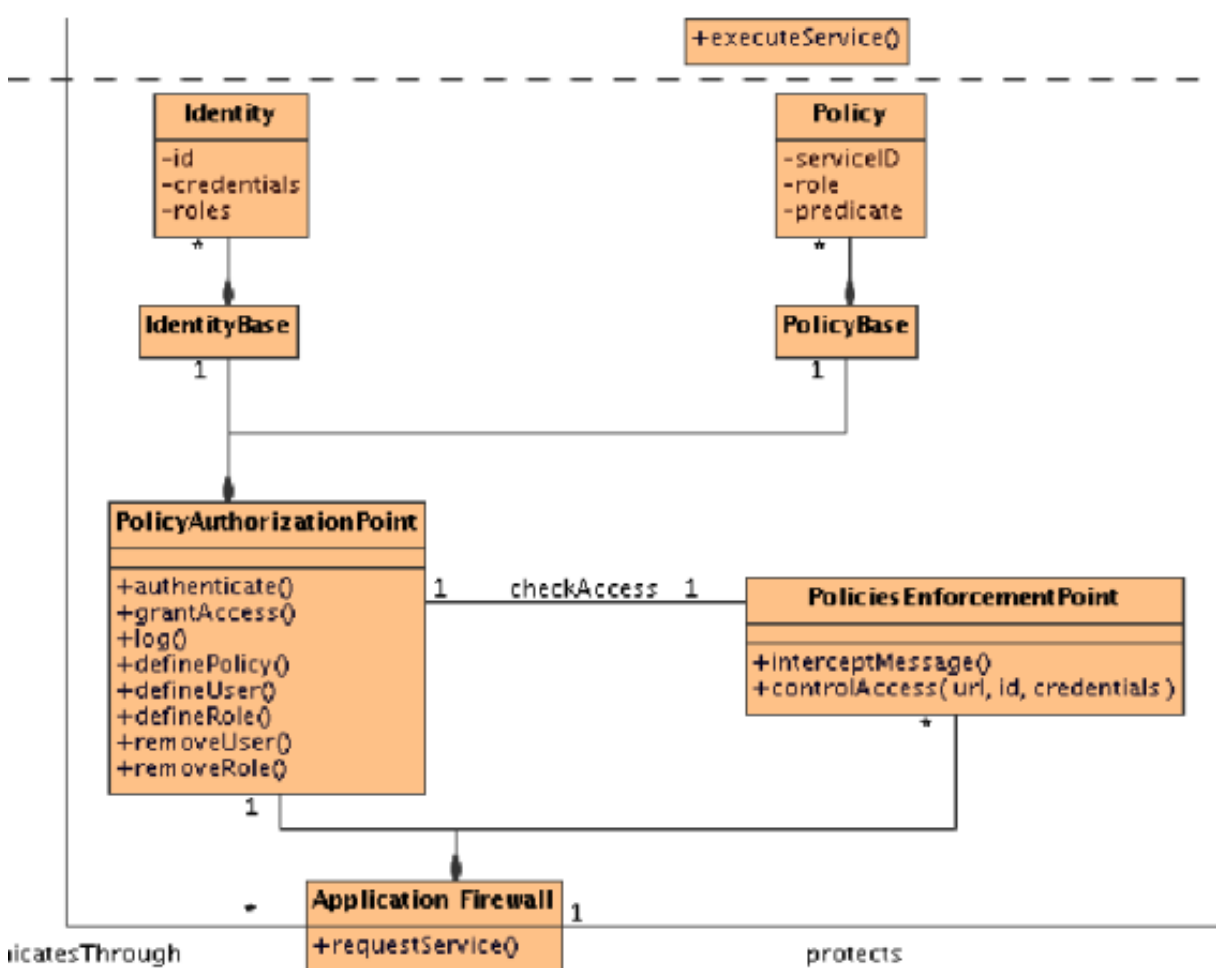 +executeService()
Identity
-id
-credentials
-roles
*
Policy
-serviceID
-role
-predicate
*
IdentityBase
1
PolicyBase
1
PolicyAuthorizationPoint
+authenticate()
+grantAccess()
+log()
+definePolicy()
+defineUser()
+defineRole()
+removeUser()
+removeRole()
1
1 checkAccess 1
PoliciesEnforcementPoint
+interceptMessage()
+controlAccess( url, id, credentials )
*
* Application Firewall 1
+requestService()
nicatesThrough
protects